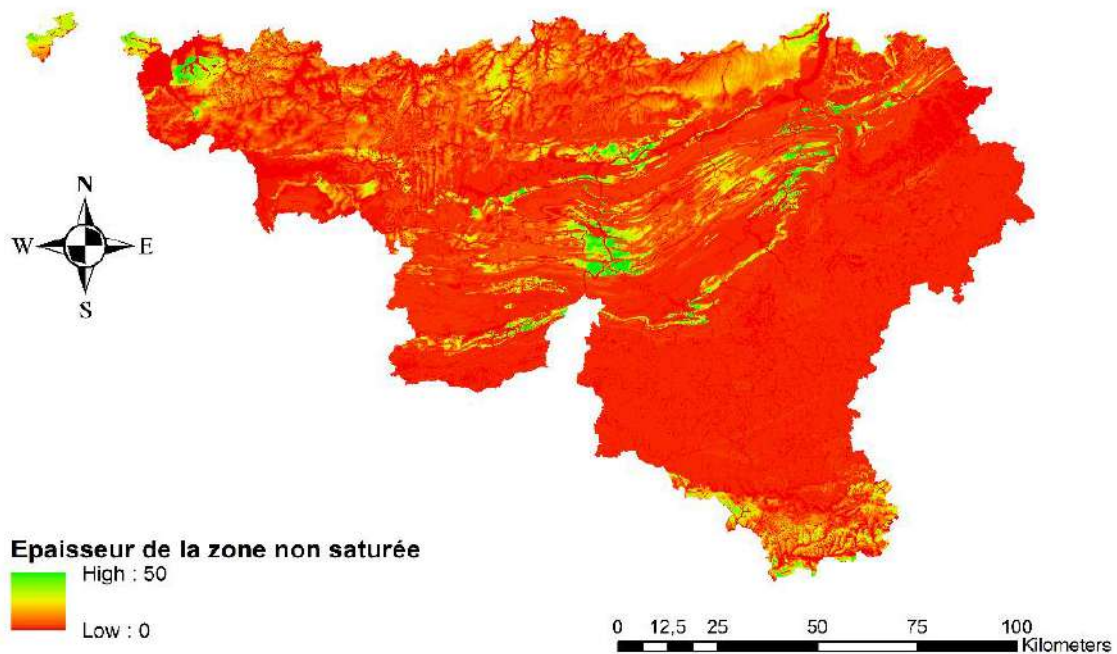 N
W E
S
Epaisseur de la zone non saturée
High : 50
Low : 0
0 12,5 25 50 75 100
Kilometers